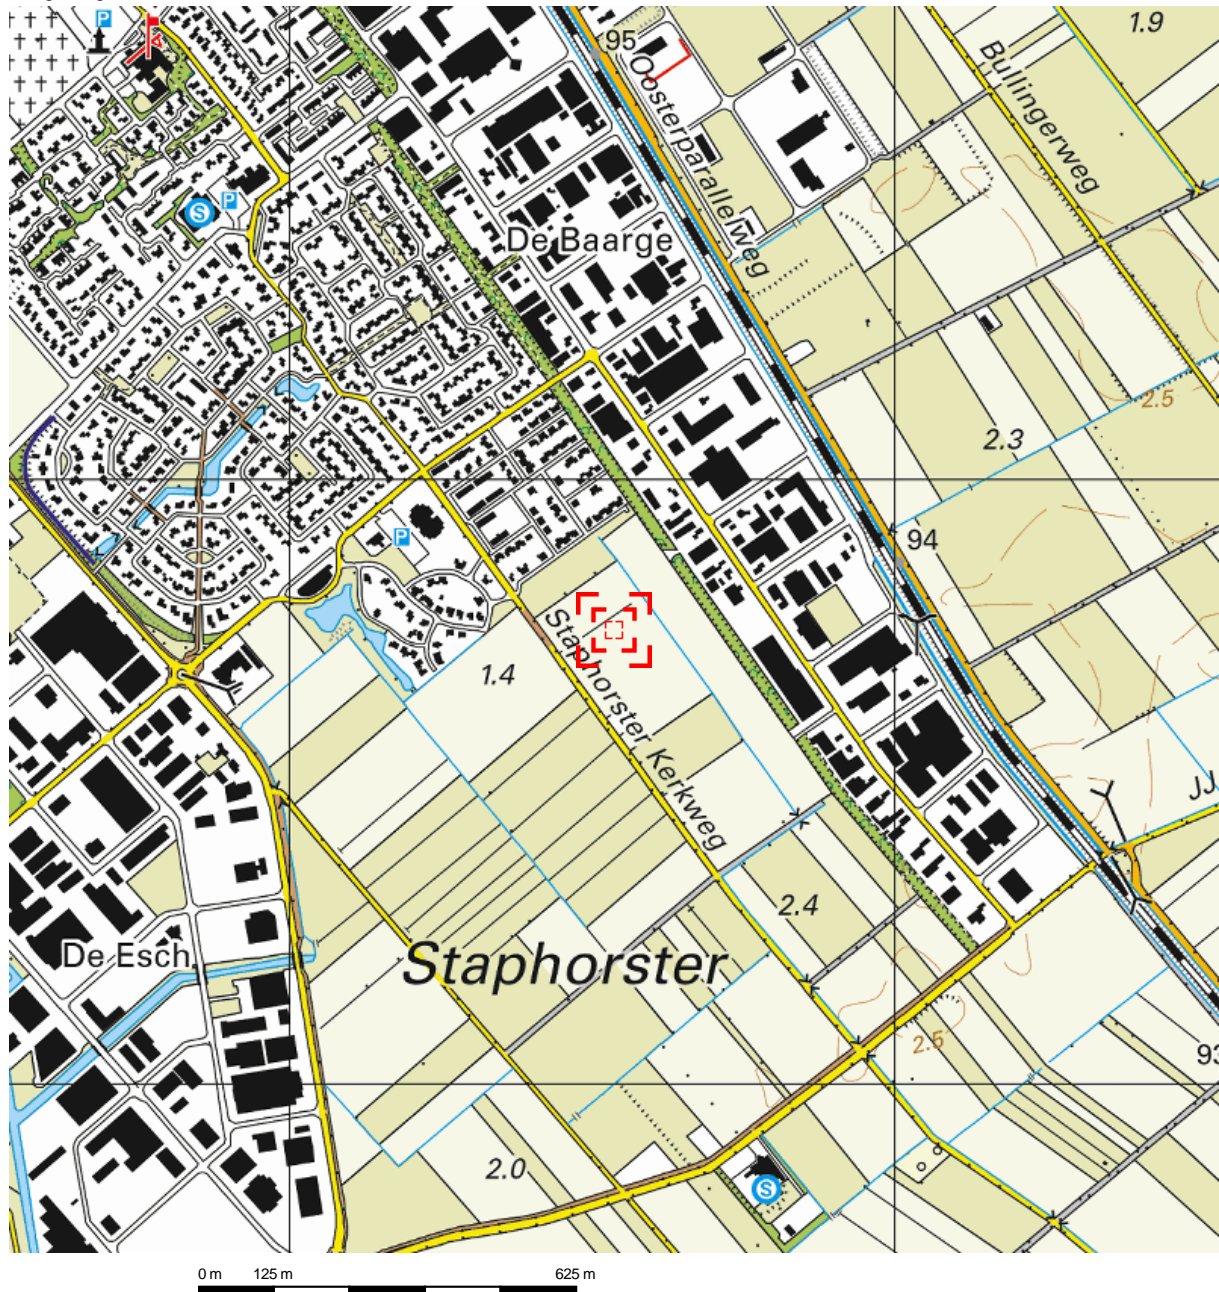 P
1.9
95
Oosterparallelweg
Bullingerweg
S
P
De Baarge
2.5
2.3
94
P
Staphorster Kerkweg
1.4
JJ
2.4
De Esch
Staphorster
2.5
93
2.0
S
0 m
125 m
625 m